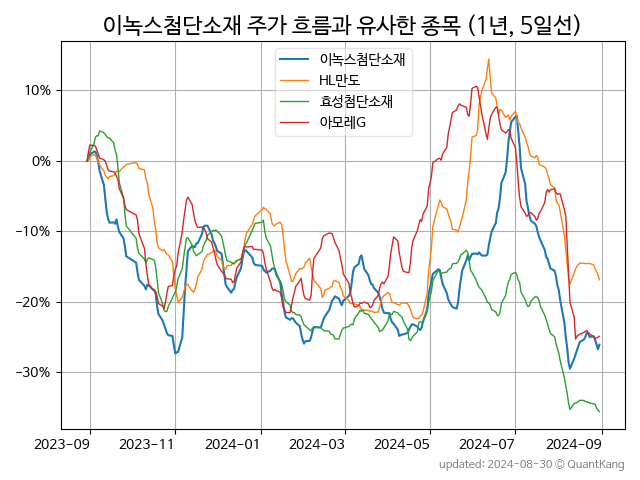 이녹스첨단소재 주가 흐름과 유사한 종목 (1년, 5일선)
이녹스첨단소재
HL만도
효성첨단소재
아모레G
10%
0%
−10%
−20%
−30%
2023-09 2023-11 2024-01 2024-03 2024-05 2024-07 2024-09
updated: 2024-08-30 © QuantKang